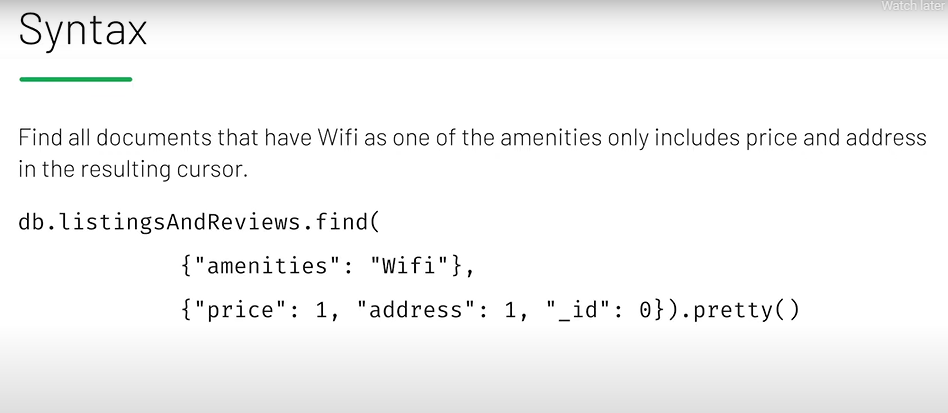 Watch later
Syntax
Find all documents that have Wifi as one of the amenities only includes price and address
in the resulting cursor.
db.listingsAndReviews.find(
{"amenities": "Wifi"},
{"price": 1, "address": 1, "_id": 0}).pretty()